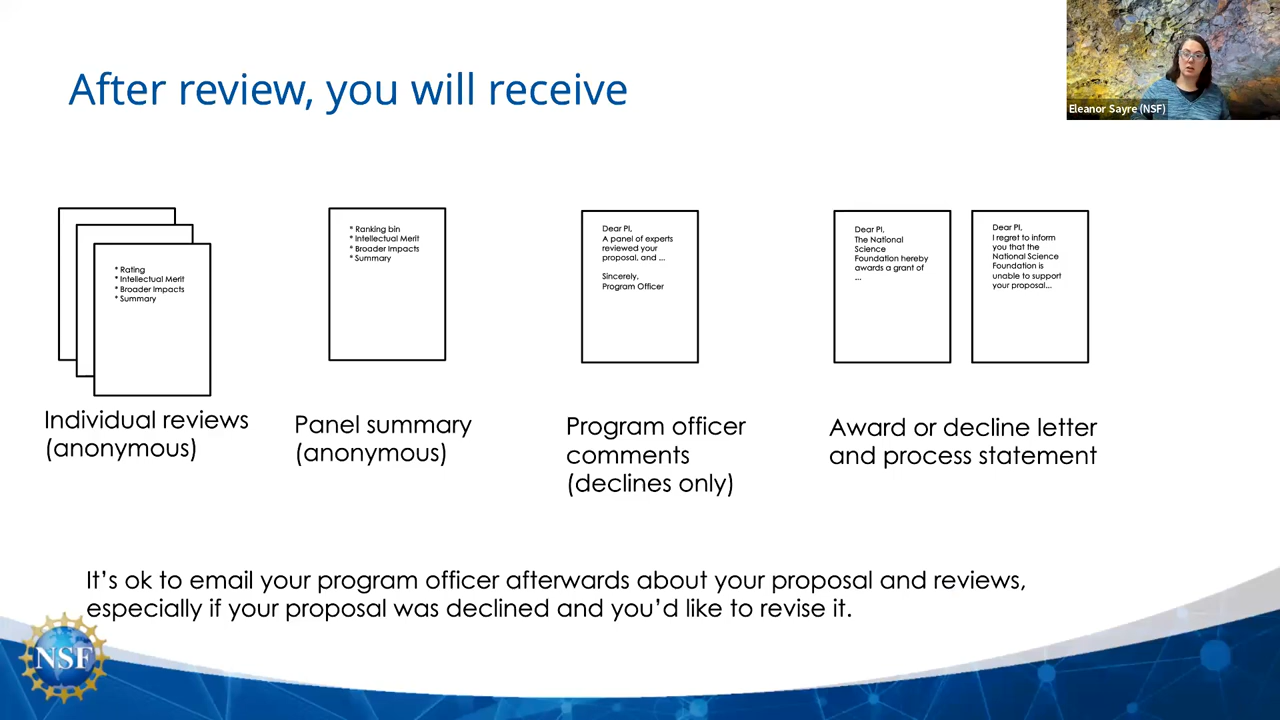 After review, you will receive
Eleanor Sayre (NSF)
* Rating
* Intellectual Merit
* Broader Impacts
* Summary
Individual reviews
(anonymous)
* Ranking bin
* Intellectual Merit
* Broader Impacts
* Summary
Panel summary
(anonymous)
Dear PI,
A panel of experts
reviewed your
proposal, and ...
Sincerely,
Program Officer
Program officer
comments
(declines only)
Dear PI,
The National
Science
Foundation hereby
awards a grant of
...
Dear PI,
I regret to inform
you that the
National Science
Foundation is
unable to support
your proposal...
Award or decline letter
and process statement
It's ok to email your program officer afterwards about your proposal and reviews,
especially if your proposal was declined and you'd like to revise it.
NSF